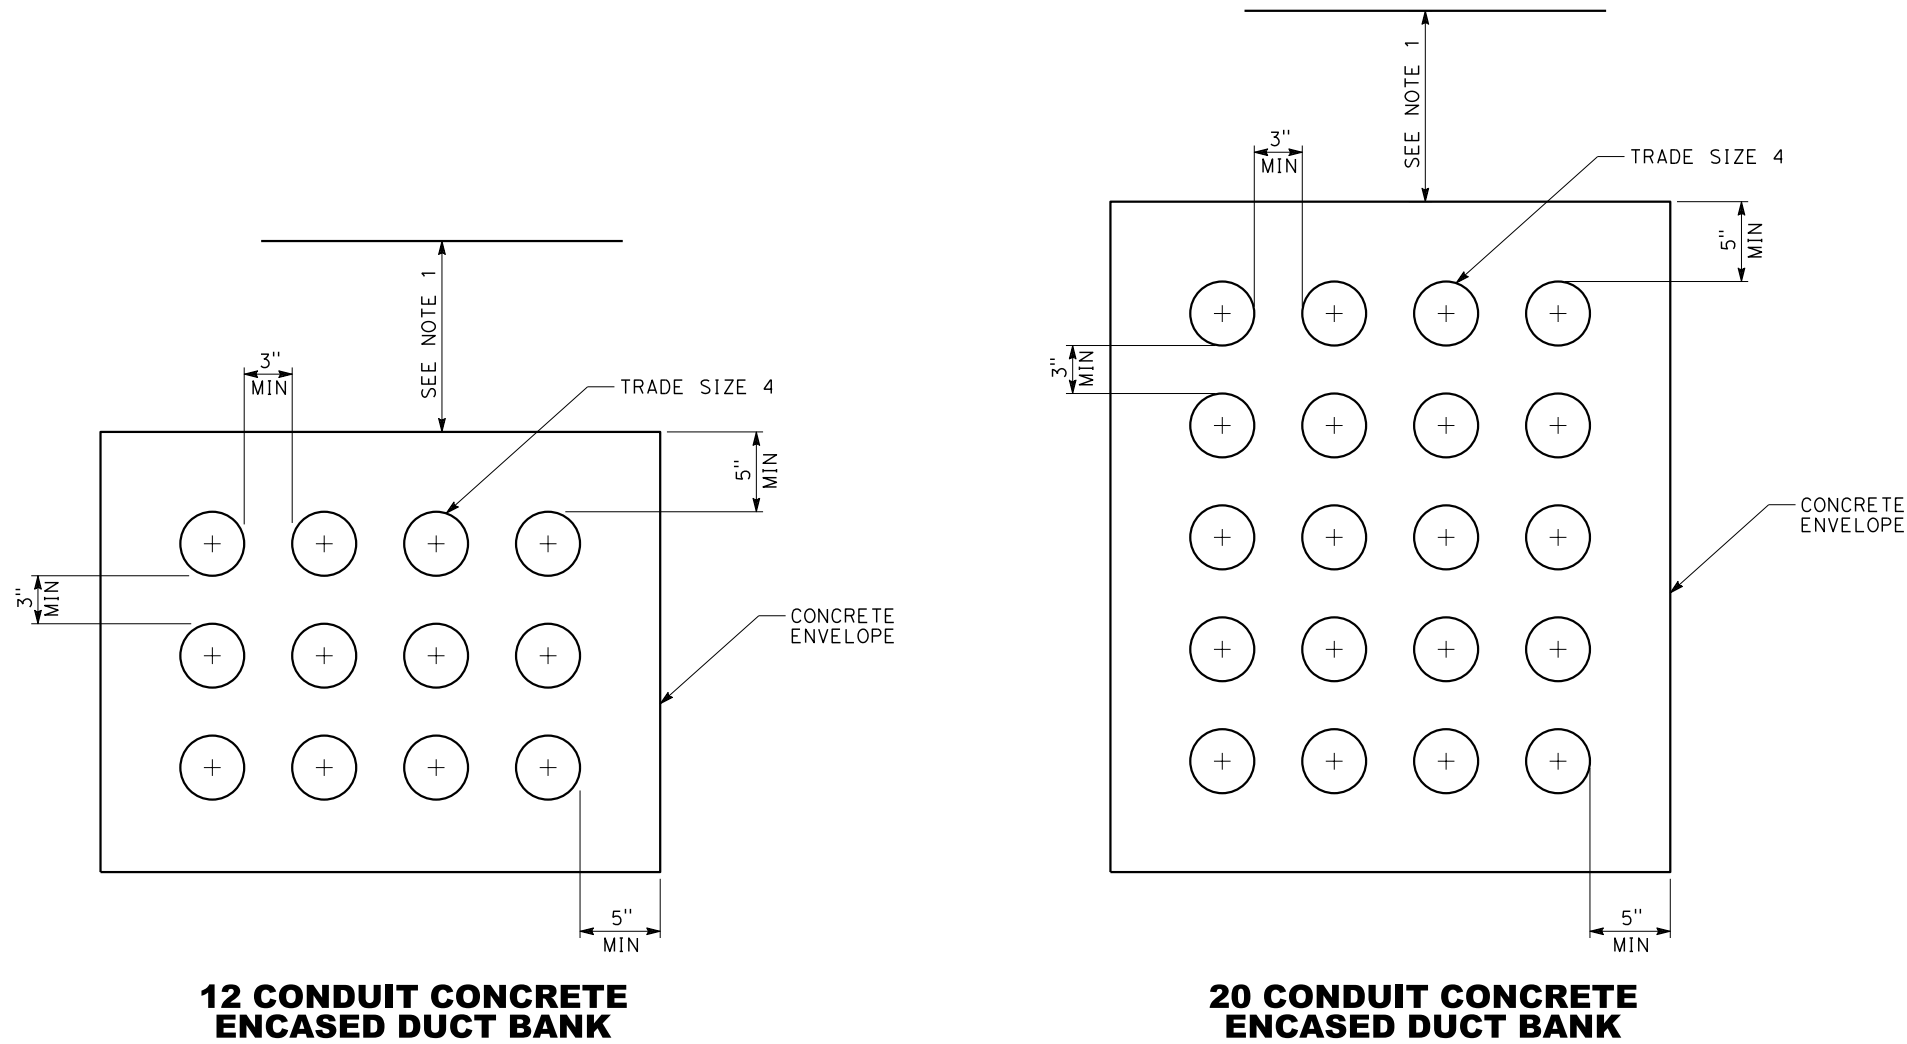 SEE NOTE 1
3"
MIN
TRADE SIZE 4
5"
MIN
3"
MIN
CONCRETE
ENVELOPE
5"
MIN
12 CONDUIT CONCRETE
ENCASED DUCT BANK
SEE NOTE 1
3"
MIN
TRADE SIZE 4
5"
MIN
3"
MIN
CONCRETE
ENVELOPE
5"
MIN
20 CONDUIT CONCRETE
ENCASED DUCT BANK